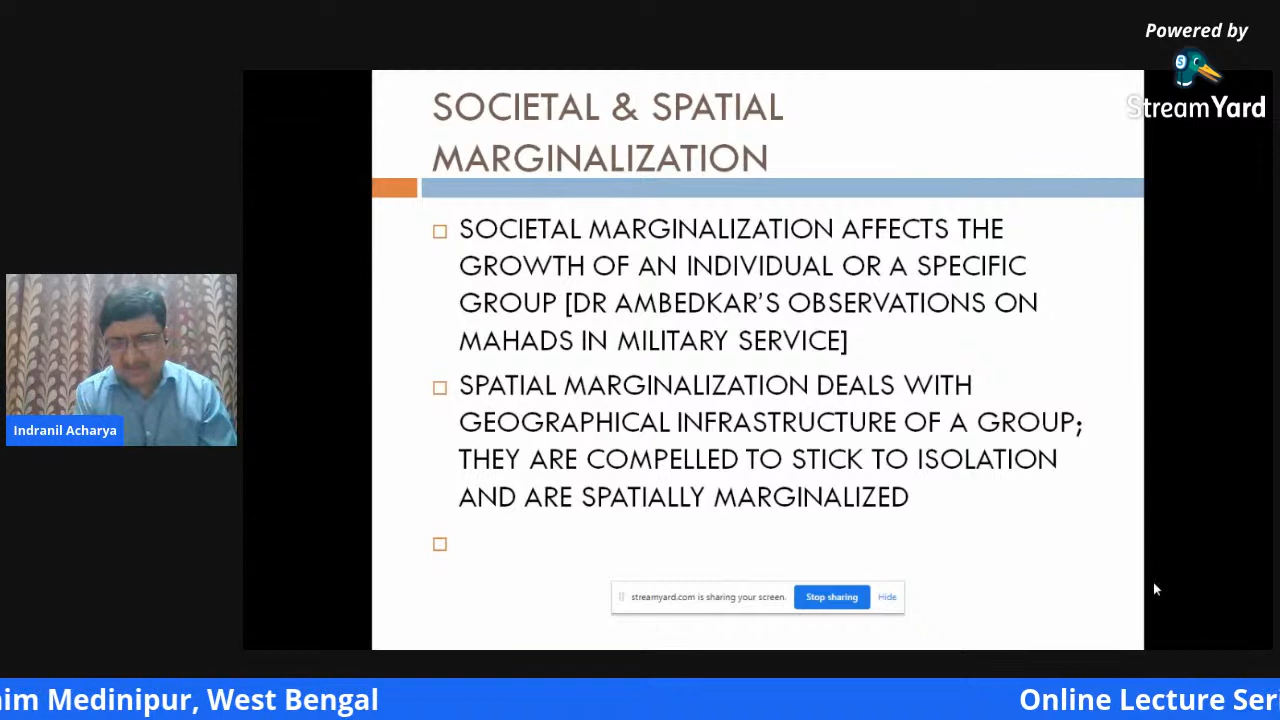 Powered by
StreamYard
SOCIETAL & SPATIAL
MARGINALIZATION
SOCIETAL MARGINALIZATION AFFECTS THE
GROWTH OF AN INDIVIDUAL OR A SPECIFIC
GROUP [DR AMBEDKAR’S OBSERVATIONS ON
MAHADS IN MILITARY SERVICE]
SPATIAL MARGINALIZATION DEALS WITH
GEOGRAPHICAL INFRASTRUCTURE OF A GROUP;
THEY ARE COMPELLED TO STICK TO ISOLATION
AND ARE SPATIALLY MARGINALIZED
Indranil Acharya
streamyard.com is sharing your screen. Stop sharing Hide
Medinipur, West Bengal Online Lecture